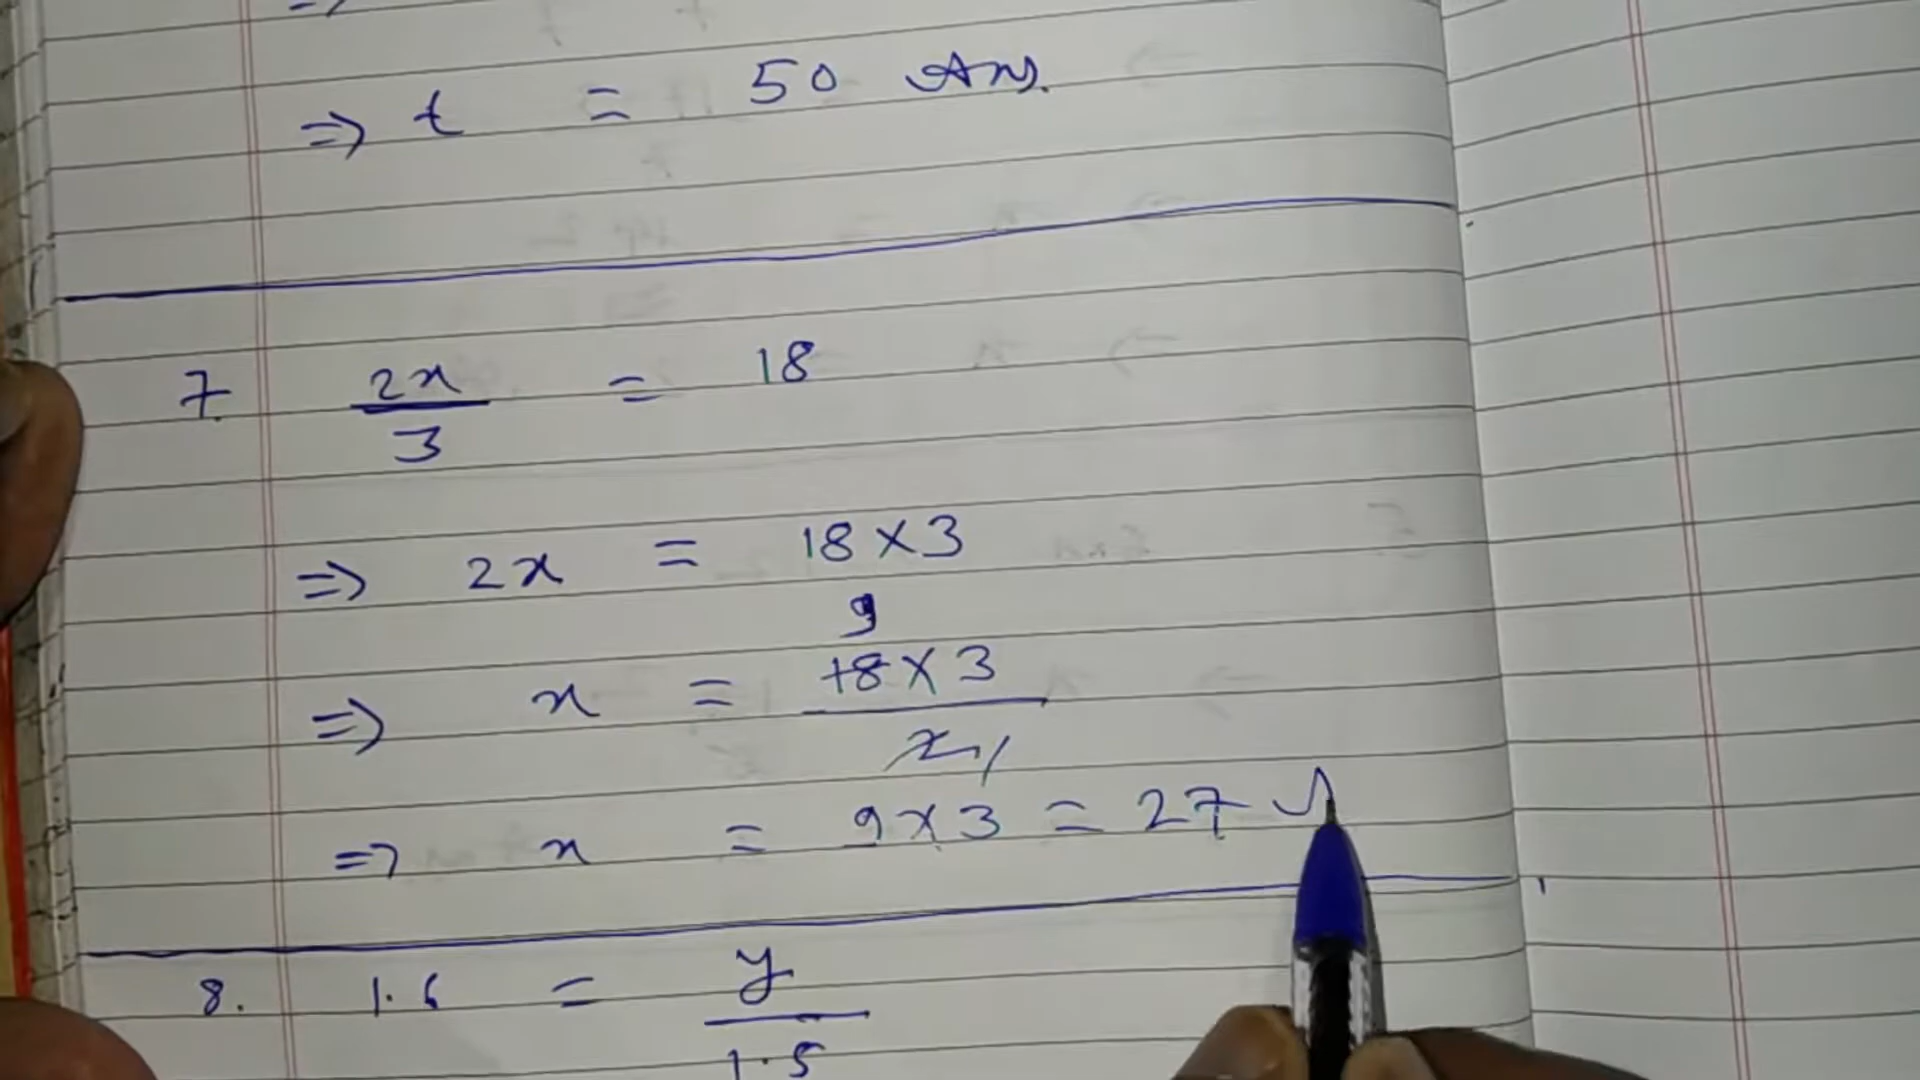 ⇒ t = 50 Ans.
7. 2x/3 = 18
⇒ 2x = 18 × 3
9
⇒ x = 18 × 3 / 2 1
⇒ x = 9 × 3 = 27
8. 1.6 = y/1.5